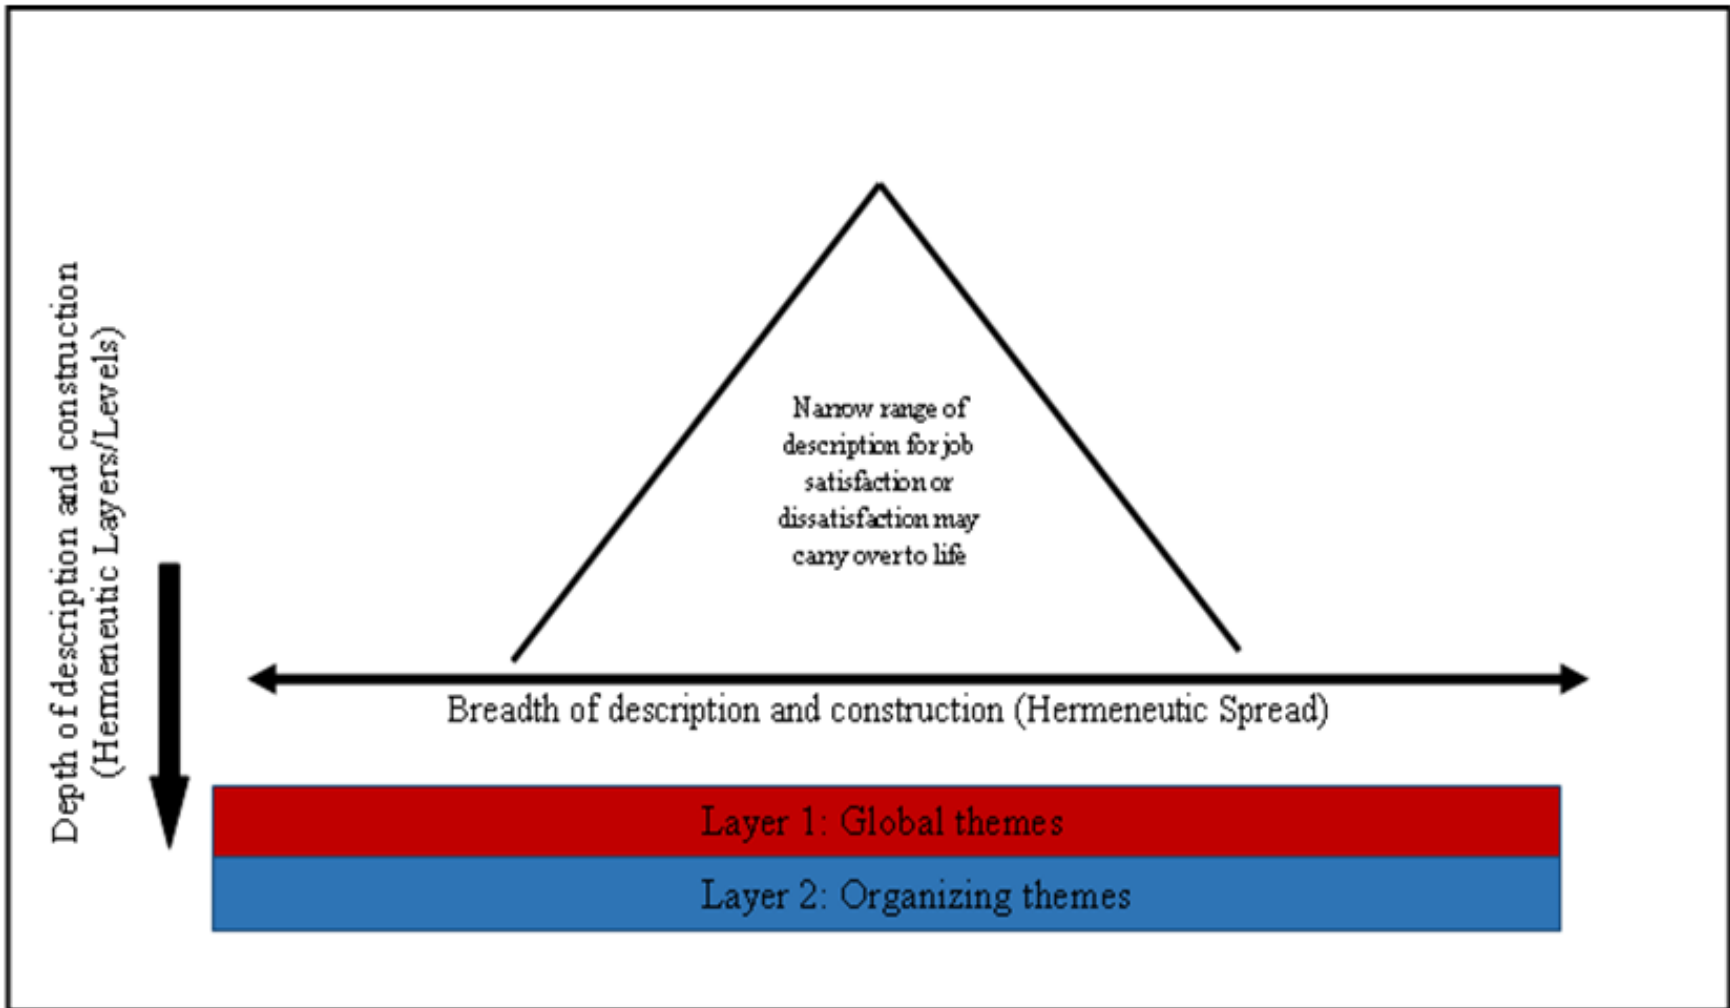 Depth of description and construction
(Hermeneutic Layers/Levels)
Narrow range of
description for job
satisfaction or
dissatisfaction may
carry over to life
Breadth of description and construction (Hermeneutic Spread)
Layer 1: Global themes
Layer 2: Organizing themes